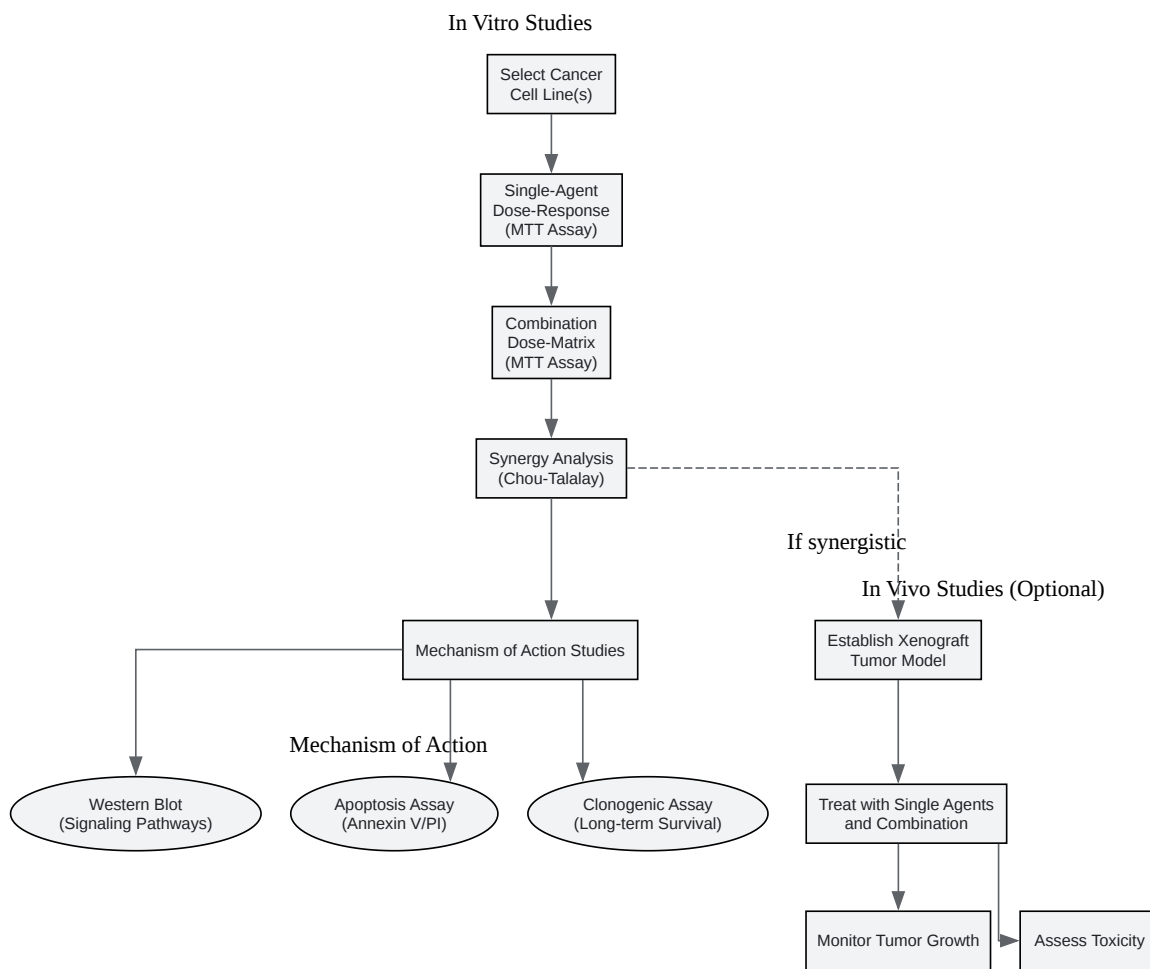 In Vitro Studies
Select Cancer
Cell Line(s)
Single-Agent
Dose-Response
(MTT Assay)
Combination
Dose-Matrix
(MTT Assay)
Synergy Analysis
(Chou-Talalay)
If synergistic
In Vivo Studies (Optional)
Mechanism of Action Studies
Establish Xenograft
Tumor Model
Mechanism of Action
Western Blot
(Signaling Pathways)
Apoptosis Assay
(Annexin V/PI)
Clonogenic Assay
(Long-term Survival)
Treat with Single Agents
and Combination
Monitor Tumor Growth
Assess Toxicity